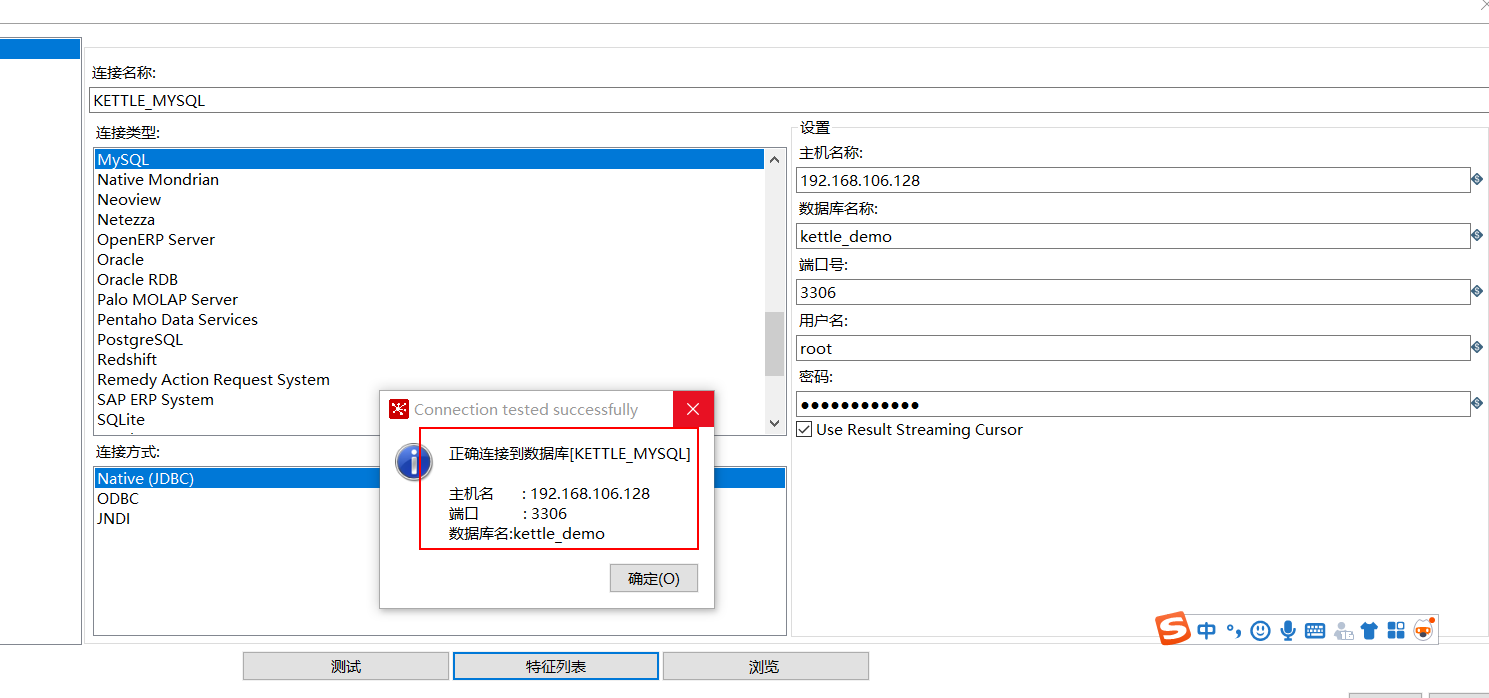 连接名称:
KETTLE_MYSQL
连接类型:
MySQL
Native Mondrian
Neoview
Netezza
OpenERP Server
Oracle
Oracle RDB
Palo MOLAP Server
Pentaho Data Services
PostgreSQL
Redshift
Remedy Action Request System
SAP ERP System
SQLite
连接方式:
Native (JDBC)
ODBC
JNDI
设置
主机名称:
192.168.106.128
数据库名称:
kettle_demo
端口号:
3306
用户名:
root
密码:
●●●●●●●●●●●●
Use Result Streaming Cursor
Connection tested successfully
正确连接到数据库[KETTLE_MYSQL]
主机名 : 192.168.106.128
端口 : 3306
数据库名:kettle_demo
确定(O)
中
测试
特征列表
浏览